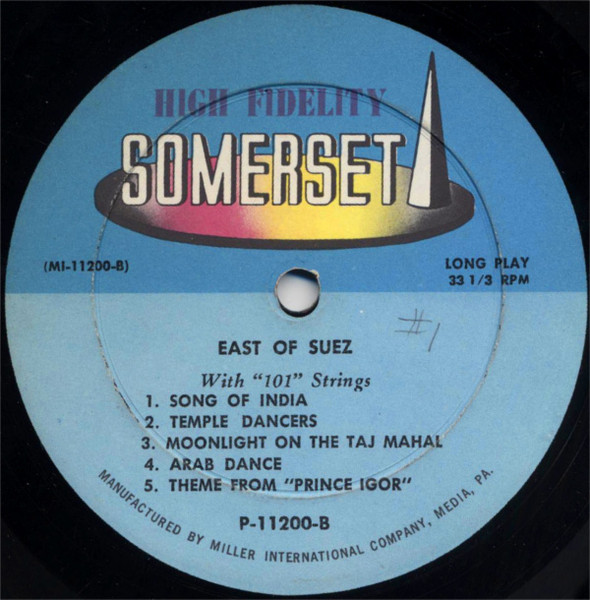 HIGH FIDELITY
SOMERSET
(MI-11200-B)
LONG PLAY
33 1/3 RPM
#1
EAST OF SUEZ
With "101" Strings
1. SONG OF INDIA
2. TEMPLE DANCERS
3. MOONLIGHT ON THE TAJ MAHAL
4. ARAB DANCE
5. THEME FROM "PRINCE IGOR"
P-11200-B
MANUFACTURED BY MILLER INTERNATIONAL COMPANY, MEDIA, PA.